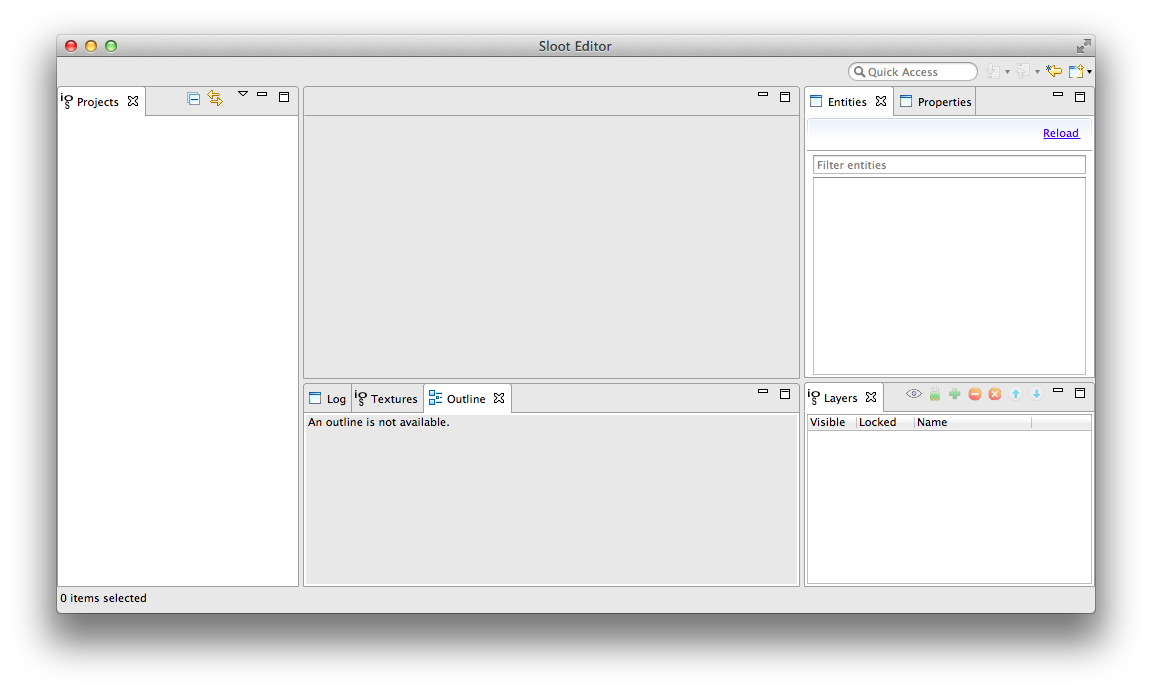 Sloot Editor
Quick Access
Projects
Entities
Properties
Reload
Filter entities
Log
Textures
Outline
An outline is not available.
Layers
Visible
Locked
Name
0 items selected